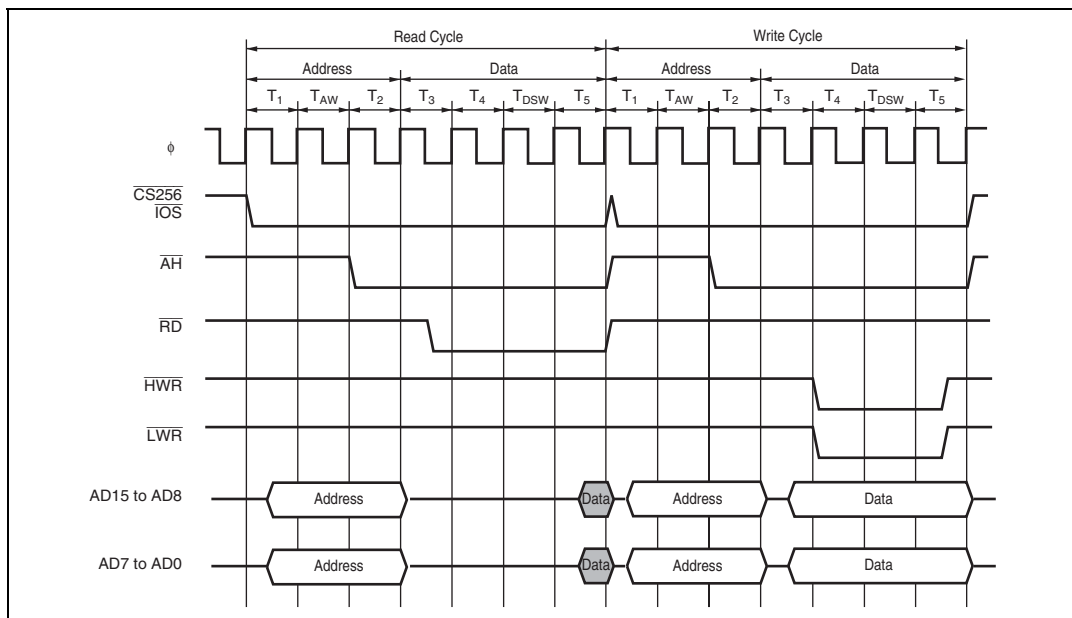 Read Cycle Write Cycle
Address Data Address Data
T1 TAW T2 T3 T4 TDSW T5 T1 TAW T2 T3 T4 TDSW T5
ϕ
CS256
IOS
AH
RD
HWR
LWR
AD15 to AD8 Address Data Address Data
AD7 to AD0 Address Data Address Data